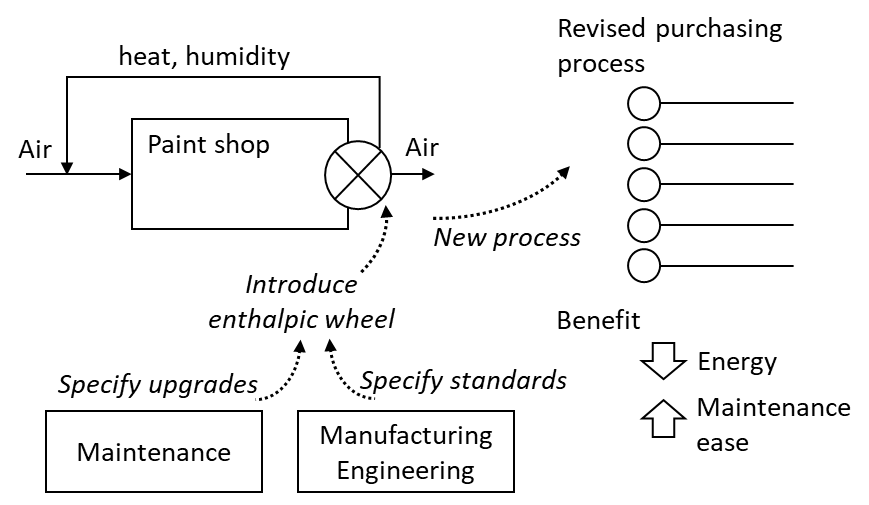 heat, humidity
Air
Paint shop
Air
Introduce
enthalpic wheel
Specify upgrades
Specify standards
Maintenance
Manufacturing
Engineering
New process
Revised purchasing
process
Benefit
Energy
Maintenance
ease